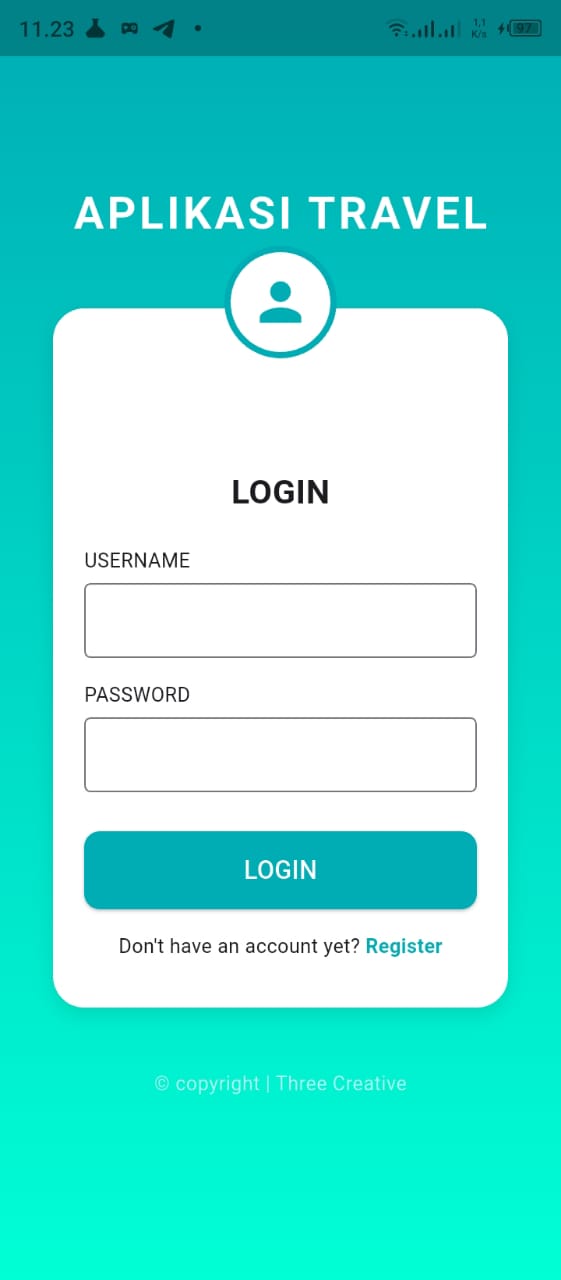 11.23
1,1
K/s
97
APLIKASI TRAVEL
LOGIN
USERNAME
PASSWORD
LOGIN
Don't have an account yet? Register
© copyright | Three Creative